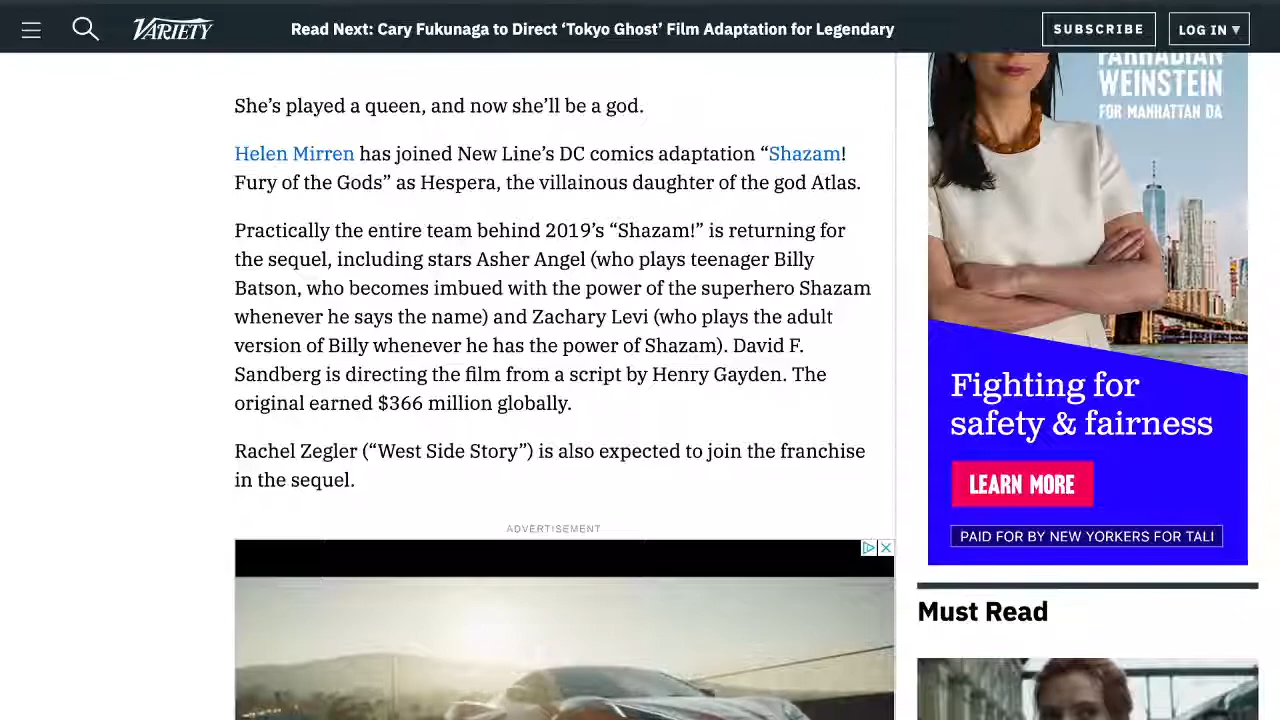 VARIETY
Read Next: Cary Fukunaga to Direct ‘Tokyo Ghost’ Film Adaptation for Legendary
SUBSCRIBE
LOG IN ▼
She’s played a queen, and now she’ll be a god.
Helen Mirren has joined New Line’s DC comics adaptation “Shazam!
Fury of the Gods” as Hespera, the villainous daughter of the god Atlas.
Practically the entire team behind 2019’s “Shazam!” is returning for
the sequel, including stars Asher Angel (who plays teenager Billy
Batson, who becomes imbued with the power of the superhero Shazam
whenever he says the name) and Zachary Levi (who plays the adult
version of Billy whenever he has the power of Shazam). David F.
Sandberg is directing the film from a script by Henry Gayden. The
original earned $366 million globally.
Rachel Zegler (“West Side Story”) is also expected to join the franchise
in the sequel.
ADVERTISEMENT
FARHADIAN
WEINSTEIN
FOR MANHATTAN DA
Fighting for
safety & fairness
LEARN MORE
PAID FOR BY NEW YORKERS FOR TALI
Must Read